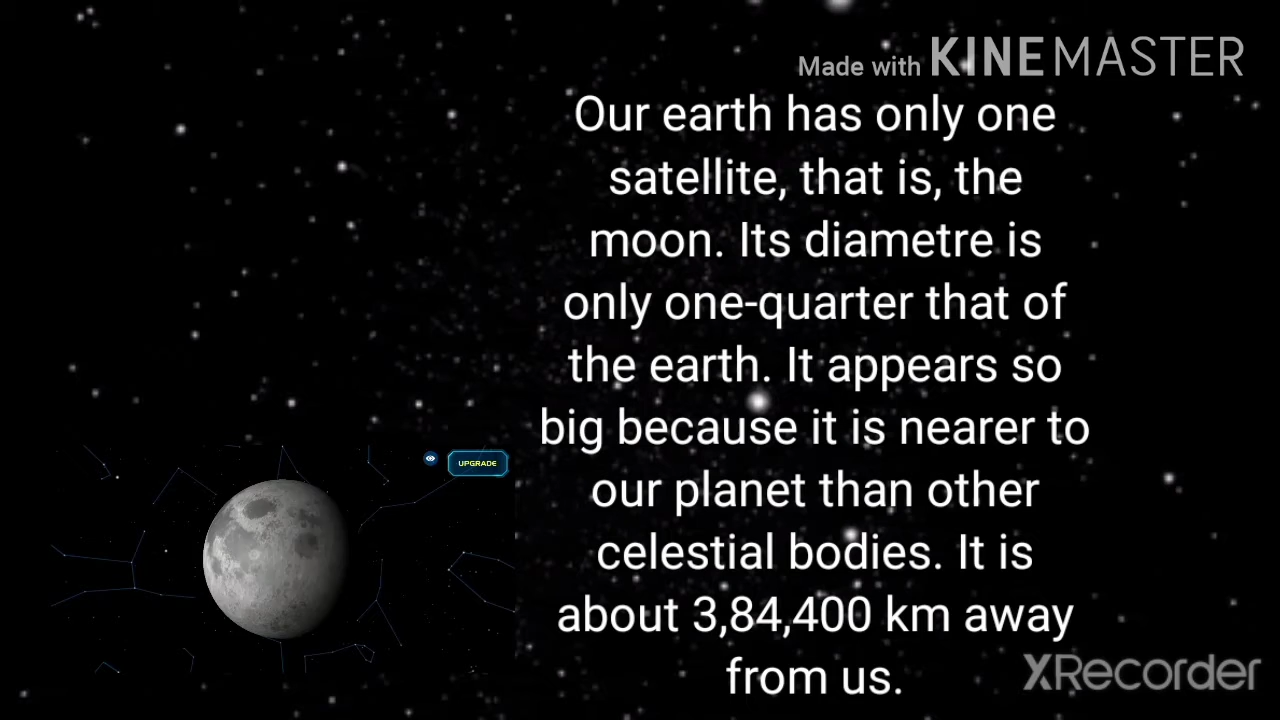 Made with KINEMASTER
Our earth has only one
satellite, that is, the
moon. Its diametre is
only one-quarter that of
the earth. It appears so
big because it is nearer to
our planet than other
celestial bodies. It is
about 3,84,400 km away
from us.
UPGRADE
XRecorder